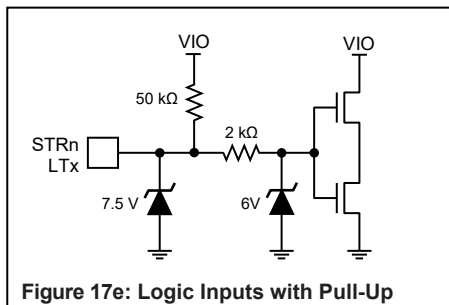 VIO
VIO
50 kΩ
2 kΩ
STRn
LTx
7.5 V
6V
Figure 17e: Logic Inputs with Pull-Up